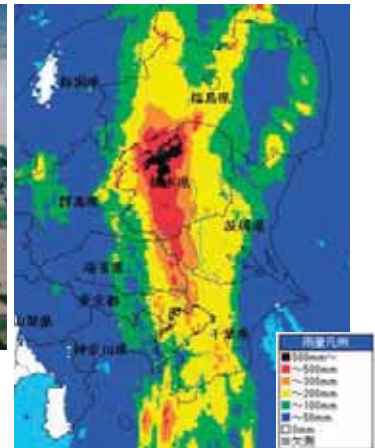 新潟県
福島県
栃木県
群馬県
茨城県
埼玉県
東京都
山梨県
千葉県
神奈川県
雨量凡例
500mm～
～500mm
～300mm
～200mm
～100mm
～50mm
0mm
欠測